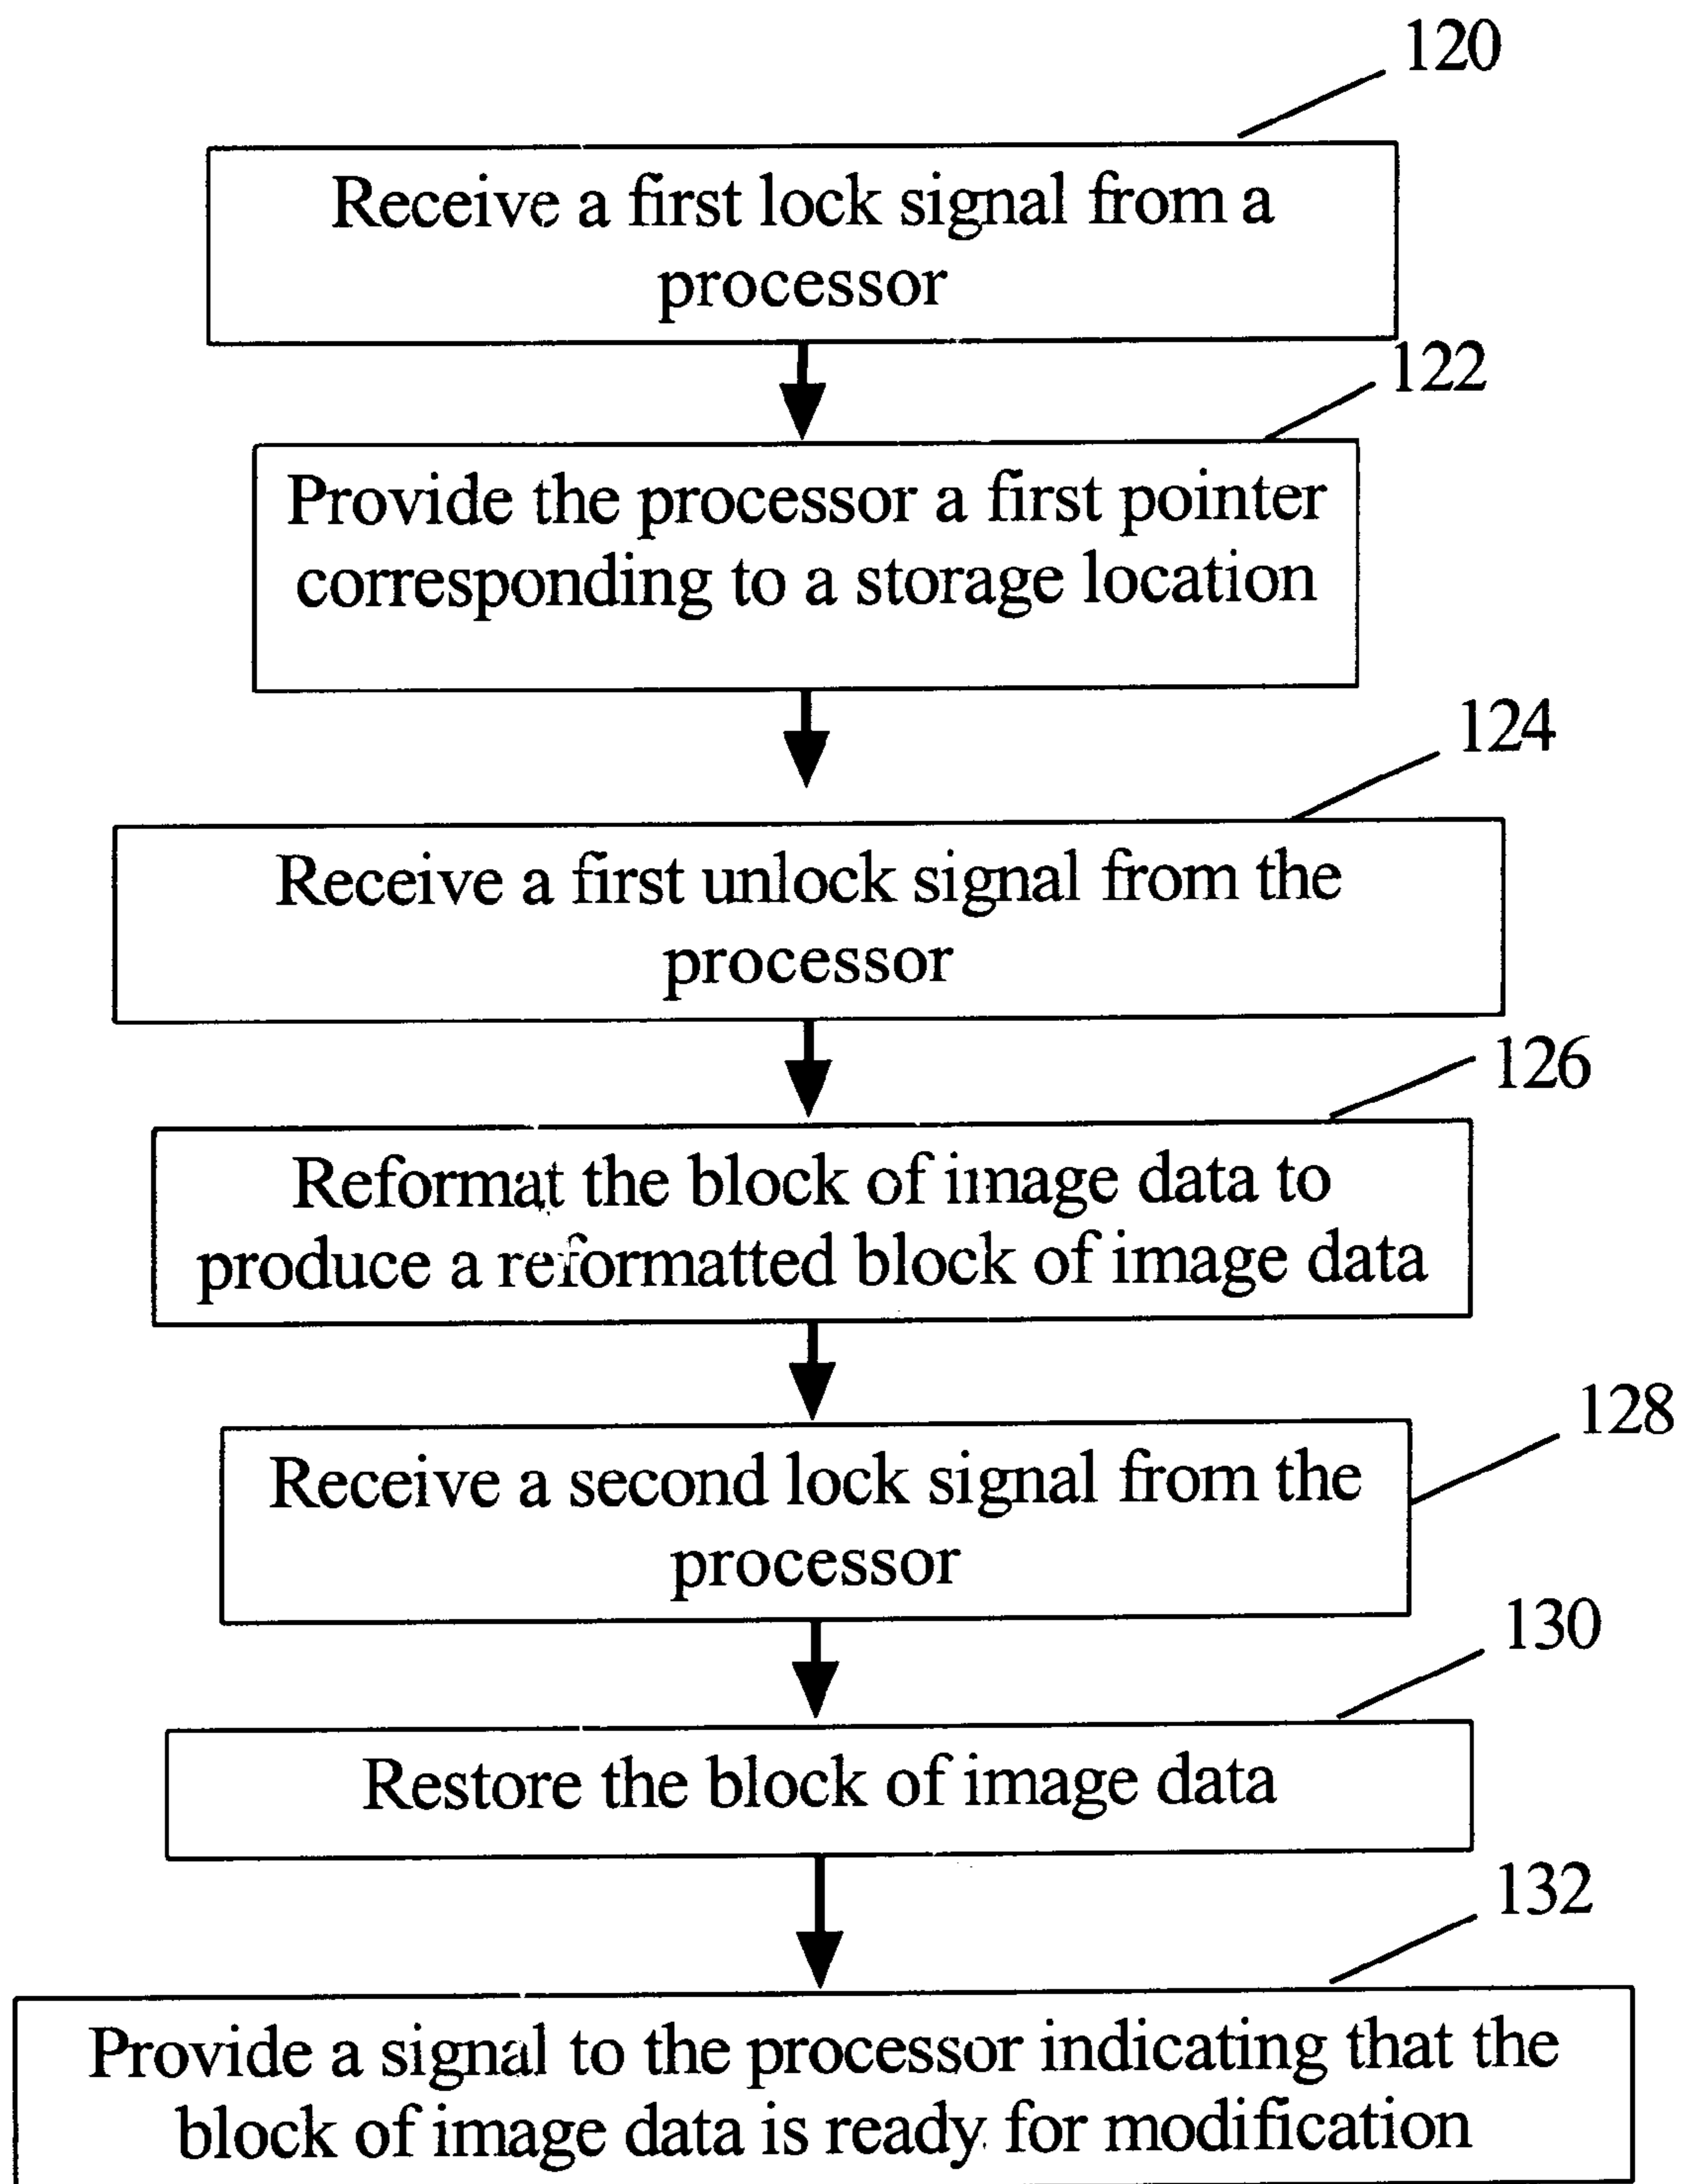 120
Receive a first lock signal from a
processor
122
Provide the processor a first pointer
corresponding to a storage location
124
Receive a first unlock signal from the
processor
126
Reformat the block of image data to
produce a reformatted block of image data
128
Receive a second lock signal from the
processor
130
Restore the block of image data
132
Provide a signal to the processor indicating that the
block of image data is ready for modification